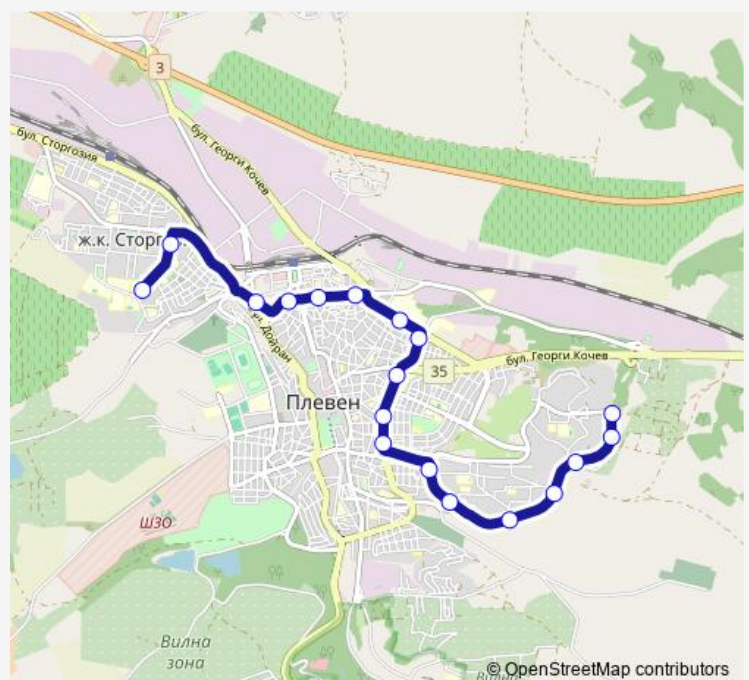 3
бул. Сторгозия
бул. Георги Кочев
ж.к. Сторг
ул. Дойран
бул. Георги Кочев
35
Плевен
ШЗО
Вилна
зона
Вилн
© OpenStreetMap contributors